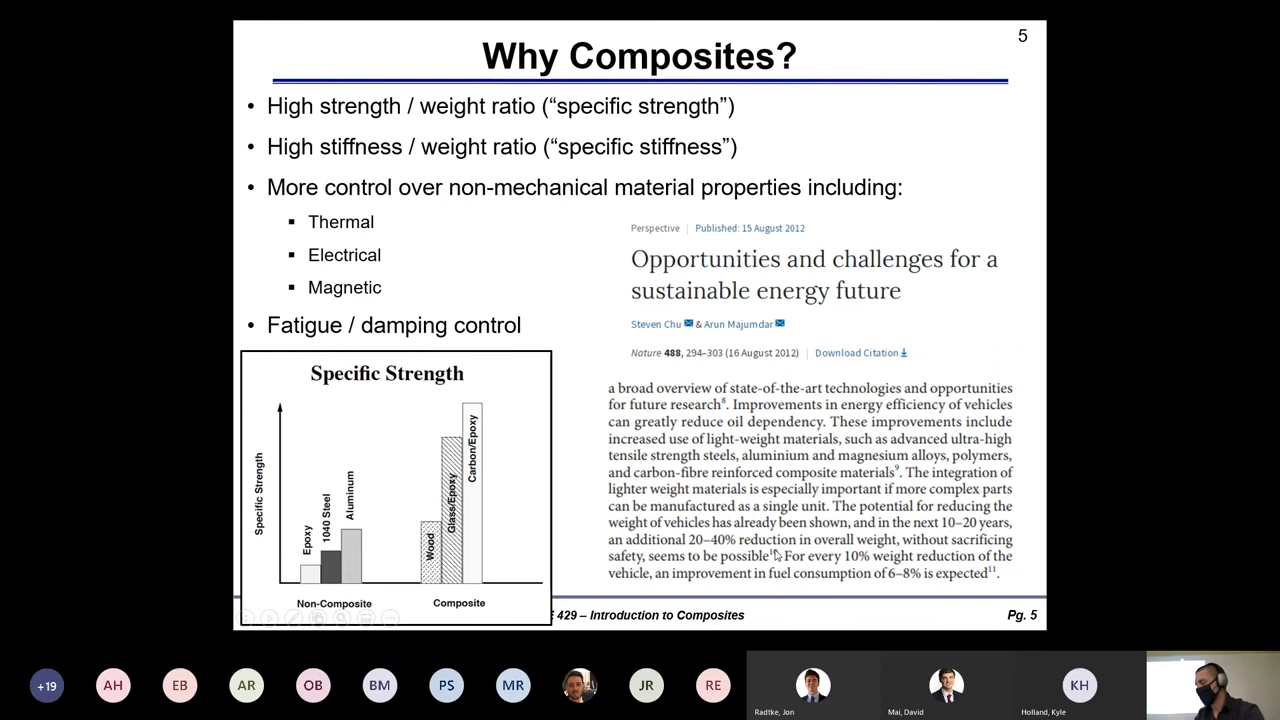 5
Why Composites?
• High strength / weight ratio (“specific strength”)
• High stiffness / weight ratio (“specific stiffness”)
• More control over non-mechanical material properties including:
▪ Thermal
▪ Electrical
▪ Magnetic
• Fatigue / damping control
Perspective | Published: 15 August 2012
Opportunities and challenges for a
sustainable energy future
Steven Chu & Arun Majumdar
Nature 488, 294–303 (16 August 2012) | Download Citation
a broad overview of state-of-the-art technologies and opportunities
for future research8. Improvements in energy efficiency of vehicles
can greatly reduce oil dependency. These improvements include
increased use of light-weight materials, such as advanced ultra-high
tensile strength steels, aluminium and magnesium alloys, polymers,
and carbon-fibre reinforced composite materials9. The integration of
lighter weight materials is especially important if more complex parts
can be manufactured as a single unit. The potential for reducing the
weight of vehicles has already been shown, and in the next 10–20 years,
an additional 20–40% reduction in overall weight, without sacrificing
safety, seems to be possible For every 10% weight reduction of the
vehicle, an improvement in fuel consumption of 6–8% is expected11.
Specific Strength
Specific Strength
Epoxy
1040 Steel
Aluminum
Wood
Glass/Epoxy
Carbon/Epoxy
Non-Composite
Composite
429 – Introduction to Composites
Pg. 5
+19
AH
EB
AR
OB
BM
PS
MR
JR
RE
Radtke, Jon
Mai, David
KH
Holland, Kyle